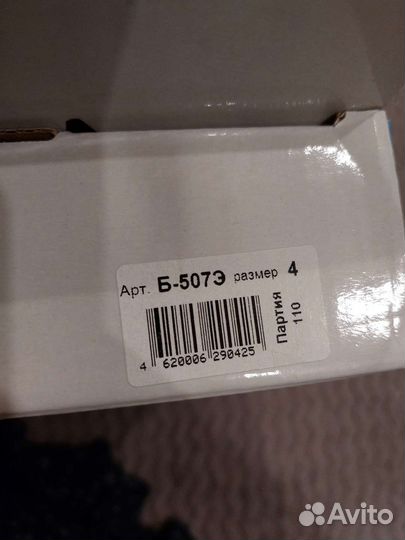 Арт. Б-507Э размер 4
4 620006 290425
Партия
110
Avito